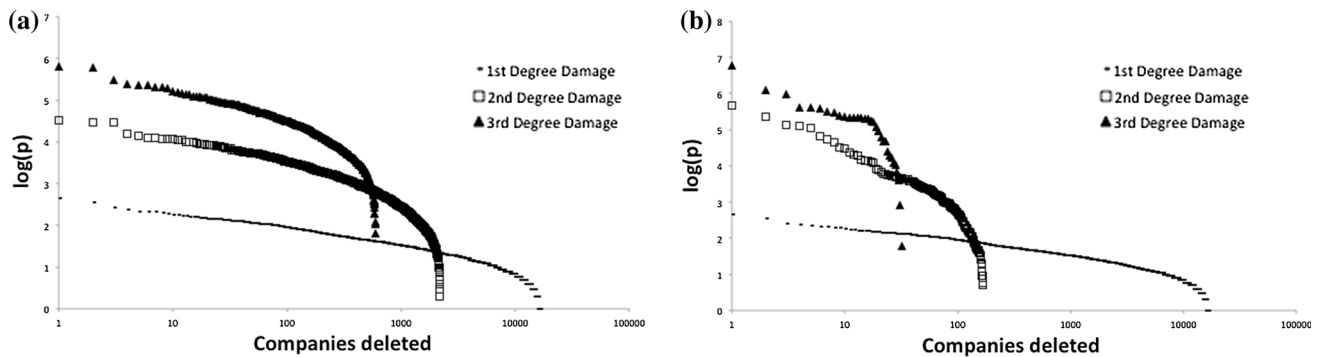 (a)
log(p)
7
6
5
4
3
2
1
0
1st Degree Damage
2nd Degree Damage
3rd Degree Damage
1 10 100 1000 10000 100000
Companies deleted
(b)
log(p)
8
7
6
5
4
3
2
1
0
1st Degree Damage
2nd Degree Damage
3rd Degree Damage
1 10 100 1000 10000 100000
Companies deleted